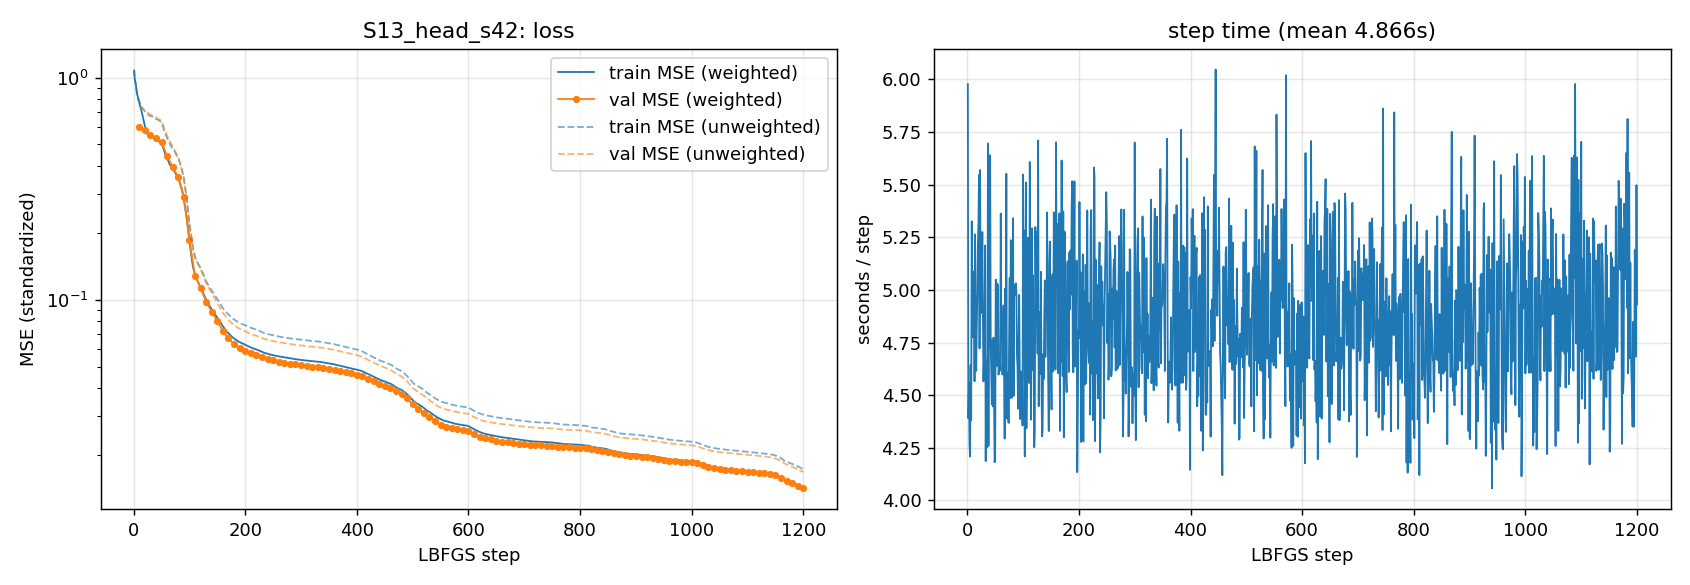 S13_head_s42: loss
train MSE (weighted)
val MSE (weighted)
train MSE (unweighted)
val MSE (unweighted)
10⁰
10⁻¹
MSE (standardized)
0 200 400 600 800 1000 1200
LBFGS step
step time (mean 4.866s)
6.00
5.75
5.50
5.25
5.00
4.75
4.50
4.25
4.00
seconds / step
0 200 400 600 800 1000 1200
LBFGS step